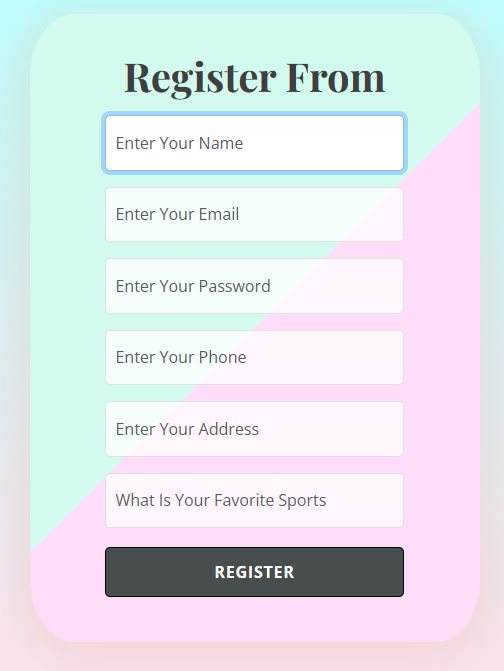 Register From
Enter Your Name
Enter Your Email
Enter Your Password
Enter Your Phone
Enter Your Address
What Is Your Favorite Sports
REGISTER